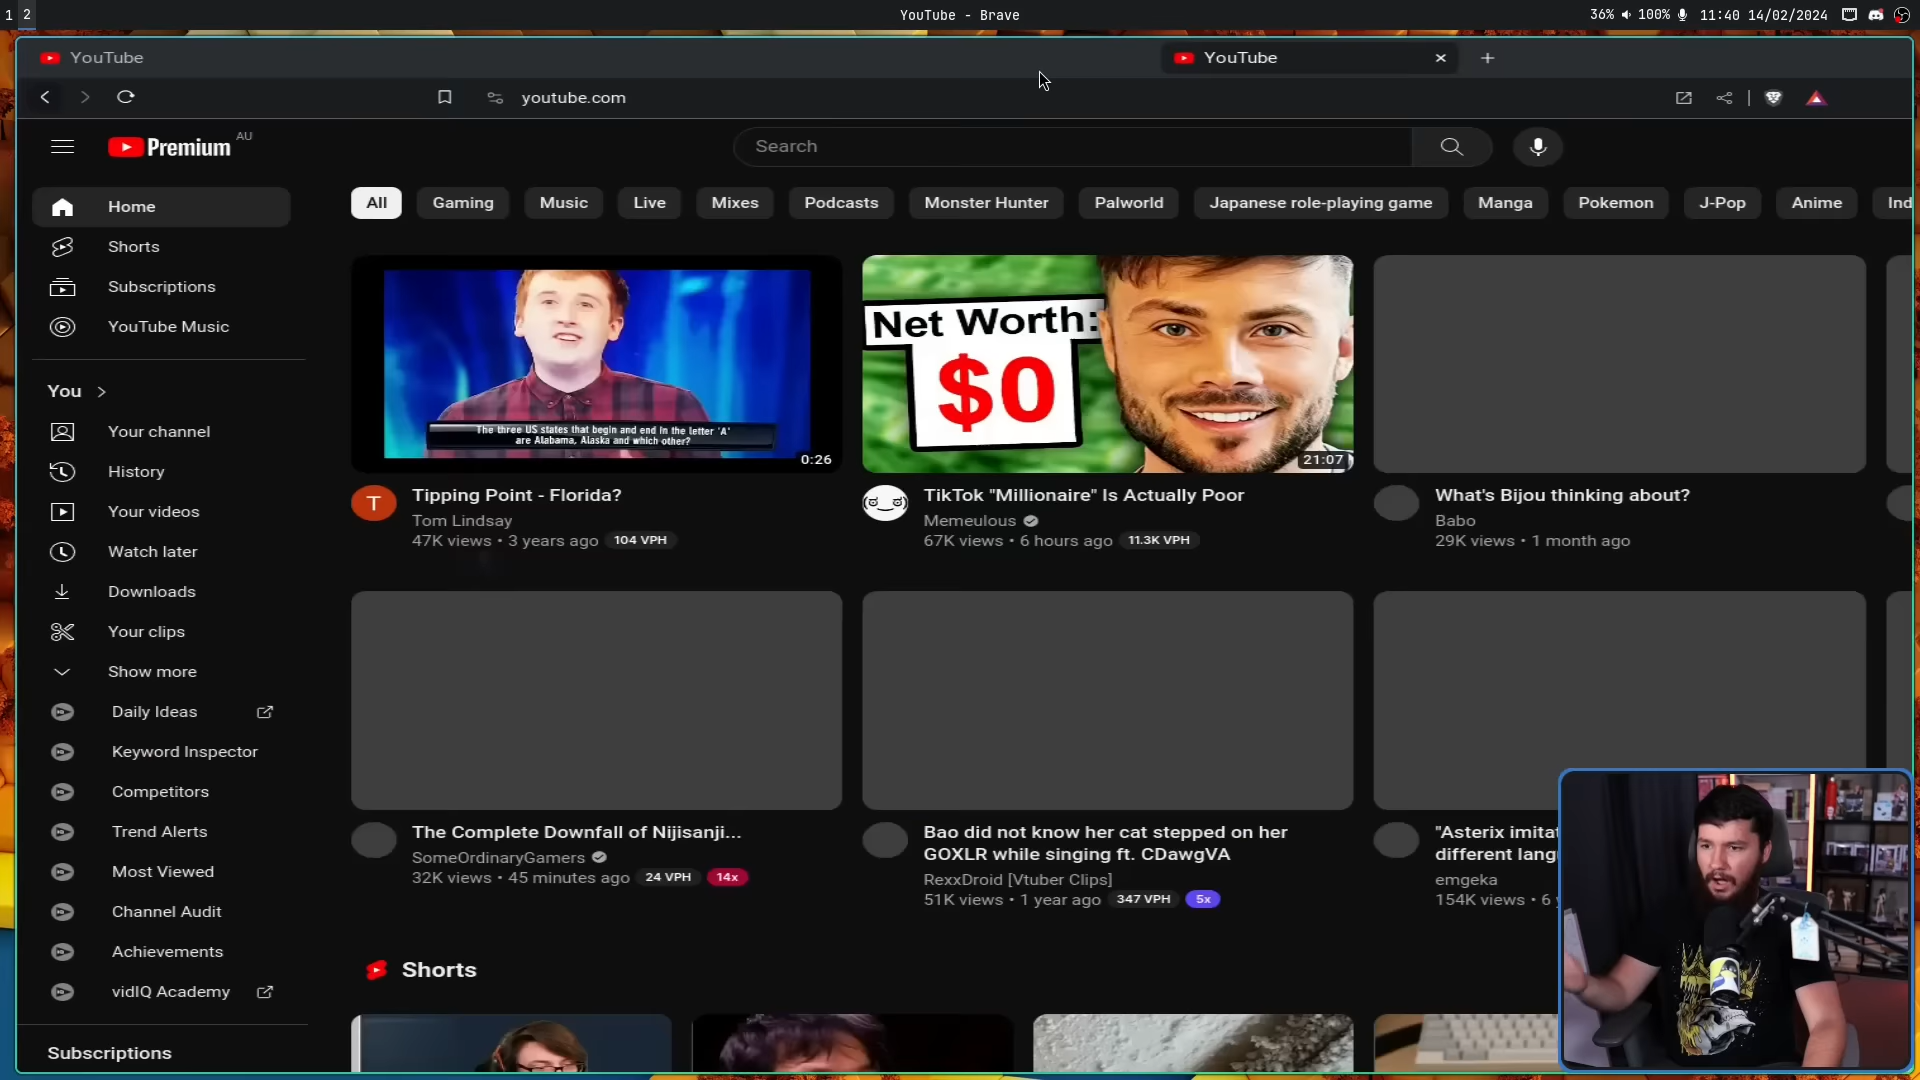 1 2
YouTube - Brave
36% 100% 11:40 14/02/2024
YouTube
YouTube
youtube.com
Premium AU
Search
Home
Shorts
Subscriptions
YouTube Music
You
Your channel
History
Your videos
Watch later
Downloads
Your clips
Show more
Daily Ideas
Keyword Inspector
Competitors
Trend Alerts
Most Viewed
Channel Audit
Achievements
vidIQ Academy
Subscriptions
All Gaming Music Live Mixes Podcasts Monster Hunter Palworld Japanese role-playing game Manga Pokemon J-Pop Anime Ind
The three US states that begin and end in the letter 'A'
are Alabama, Alaska and which other?
0:26
T
Tipping Point - Florida?
Tom Lindsay
47K views • 3 years ago 104 VPH
Net Worth:
$0
21:07
TikTok "Millionaire" Is Actually Poor
Memeulous
67K views • 6 hours ago 11.3K VPH
What's Bijou thinking about?
Babo
29K views • 1 month ago
The Complete Downfall of Nijisanji...
SomeOrdinaryGamers
32K views • 45 minutes ago 24 VPH 14x
Bao did not know her cat stepped on her
GOXLR while singing ft. CDawgVA
RexxDroid [Vtuber Clips]
51K views • 1 year ago 347 VPH 5x
"Asterix imitat
different lang
emgeka
154K views • 6
Shorts